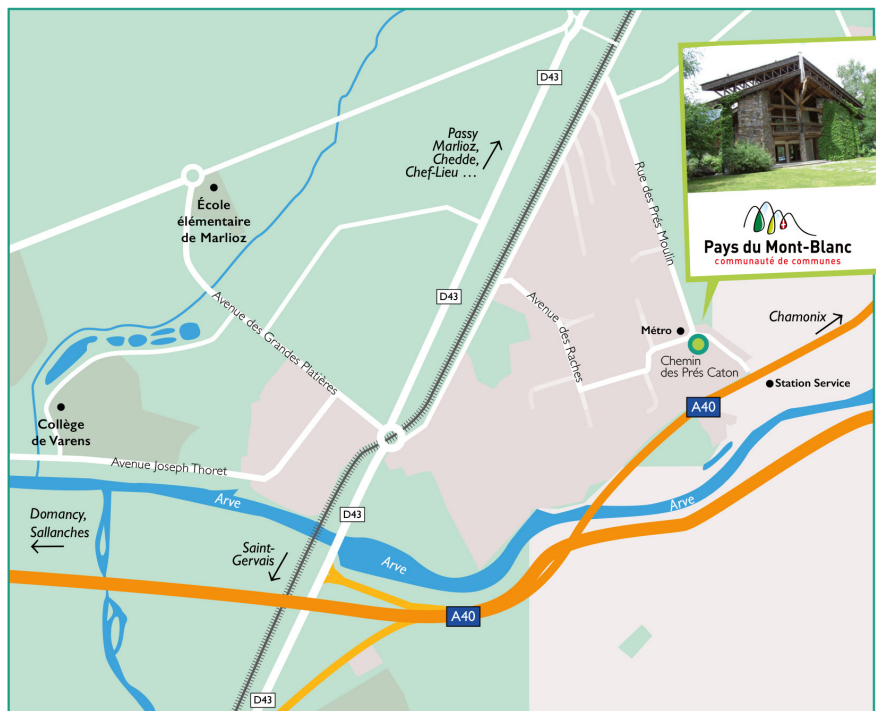 D43
Passy
Marlioz,
Chedde,
Chef-Lieu ...
École
élémentaire
de Marlioz
Rue des Prés Moulin
Pays du Mont-Blanc
communauté de communes
D43
Avenue des Grandes Platières
Avenue des Raches
Métro
Chamonix
Chemin
des Prés Caton
Station Service
A40
Collège
de Varens
Avenue Joseph Thoret
Arve
Arve
Domancy,
Sallanches
D43
Saint-
Gervais
Arve
A40
D43